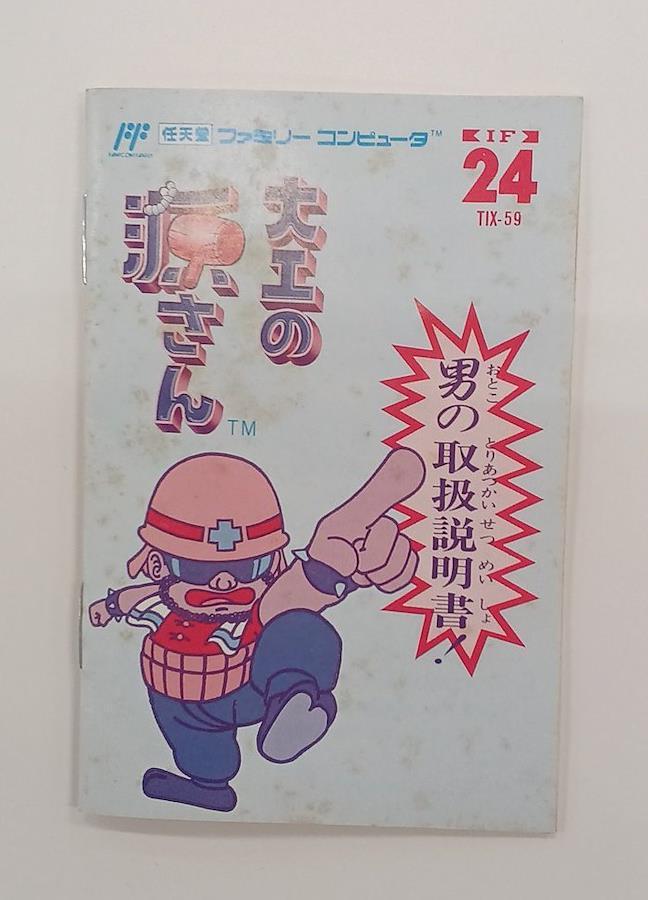 任天堂 ファミリーコンピュータ™
IF
24
TIX-59
大工の
源さん
TM
男の取扱説明書!
おとこ とりあつかいせつめいしょ